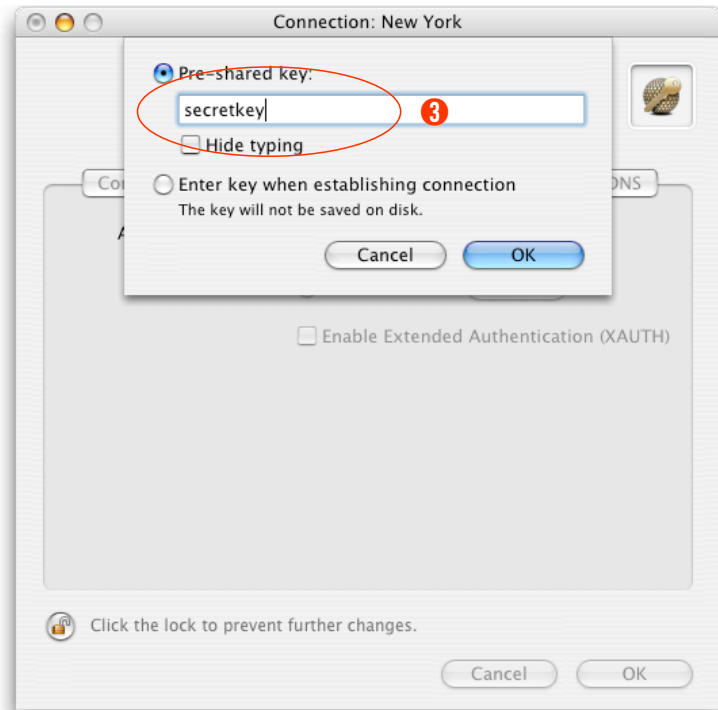 Connection: New York
Pre-shared key:
secretkey
3
Hide typing
Enter key when establishing connection
The key will not be saved on disk.
Cancel OK
Enable Extended Authentication (XAUTH)
Click the lock to prevent further changes.
Cancel OK